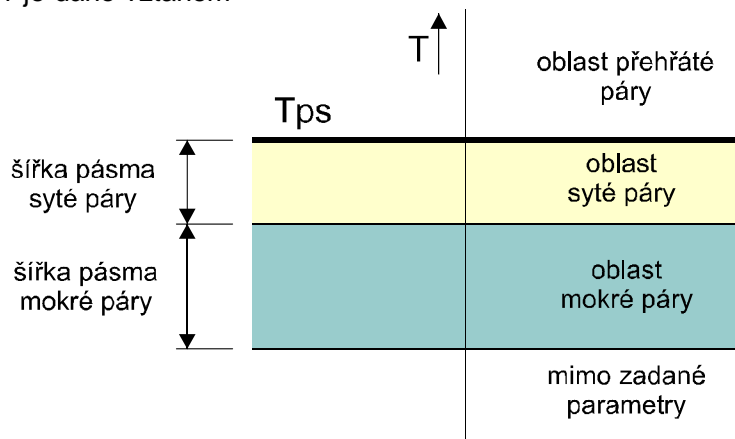 T
oblast přehřáté
páry
Tps
šířka pásma
syté páry
oblast
syté páry
šířka pásma
mokré páry
oblast
mokré páry
mimo zadané
parametry